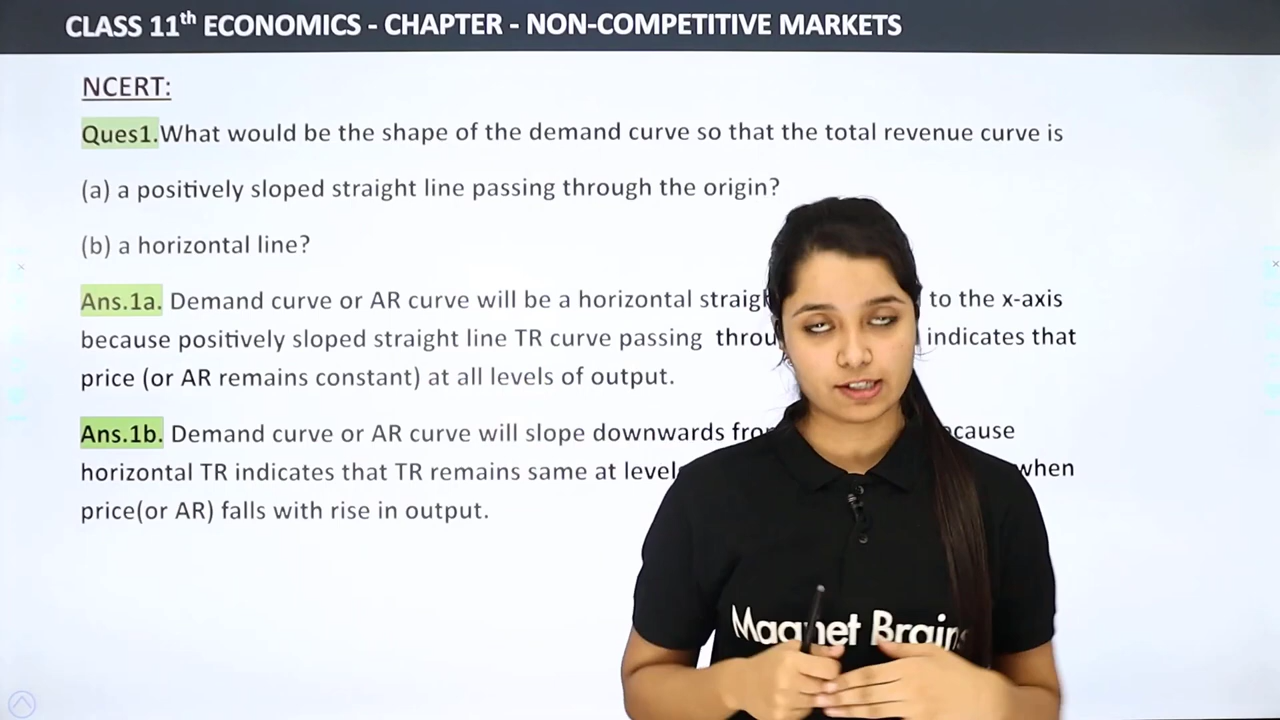 CLASS 11th ECONOMICS - CHAPTER - NON-COMPETITIVE MARKETS
NCERT:
Ques1.What would be the shape of the demand curve so that the total revenue curve is
(a) a positively sloped straight line passing through the origin?
(b) a horizontal line?
Ans.1a. Demand curve or AR curve will be a horizontal to the x-axis
because positively sloped straight line TR curve passing indicates that
price (or AR remains constant) at all levels of output.
Ans.1b. Demand curve or AR curve will slope downwards
horizontal TR indicates that TR remains same at when
price(or AR) falls with rise in output.
Magnet Brains